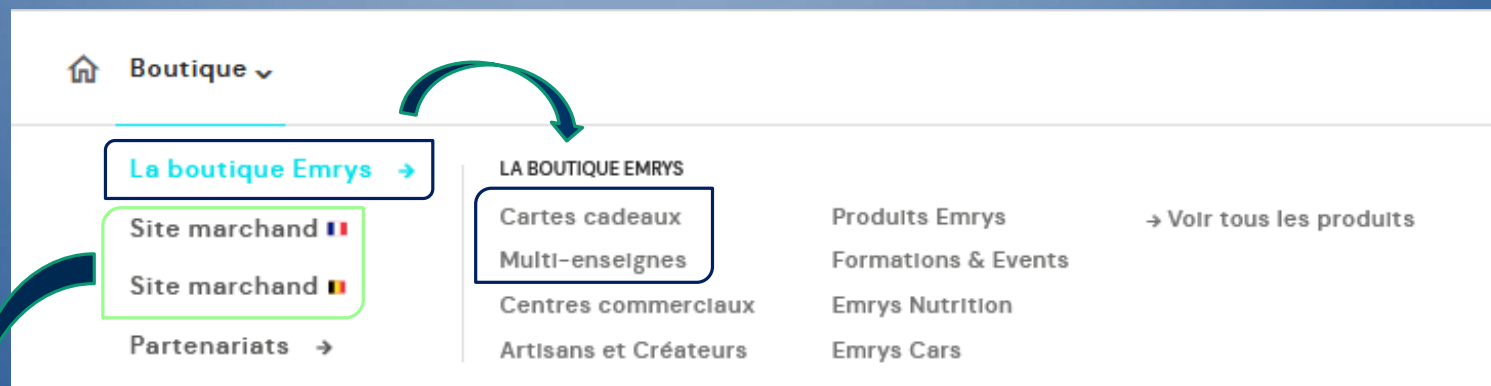 Boutique
La boutique Emrys →
Site marchand
Site marchand
Partenariats →
LA BOUTIQUE EMRYS
Cartes cadeaux
Multi-enseignes
Centres commerciaux
Artisans et Créateurs
Produits Emrys
Formations & Events
Emrys Nutrition
Emrys Cars
→ Voir tous les produits